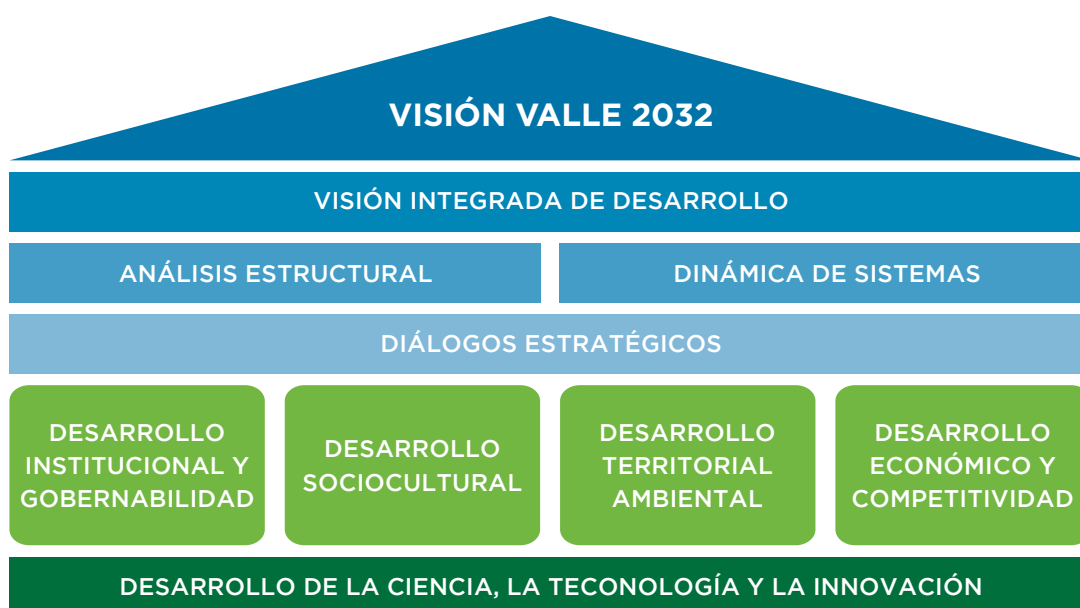 VISIÓN VALLE 2032
VISIÓN INTEGRADA DE DESARROLLO
ANÁLISIS ESTRUCTURAL
DINÁMICA DE SISTEMAS
DIÁLOGOS ESTRATÉGICOS
DESARROLLO
INSTITUCIONAL Y
GOBERNABILIDAD
DESARROLLO
SOCIOCULTURAL
DESARROLLO
TERRITORIAL
AMBIENTAL
DESARROLLO
ECONÓMICO Y
COMPETITIVIDAD
DESARROLLO DE LA CIENCIA, LA TECONOLOGÍA Y LA INNOVACIÓN